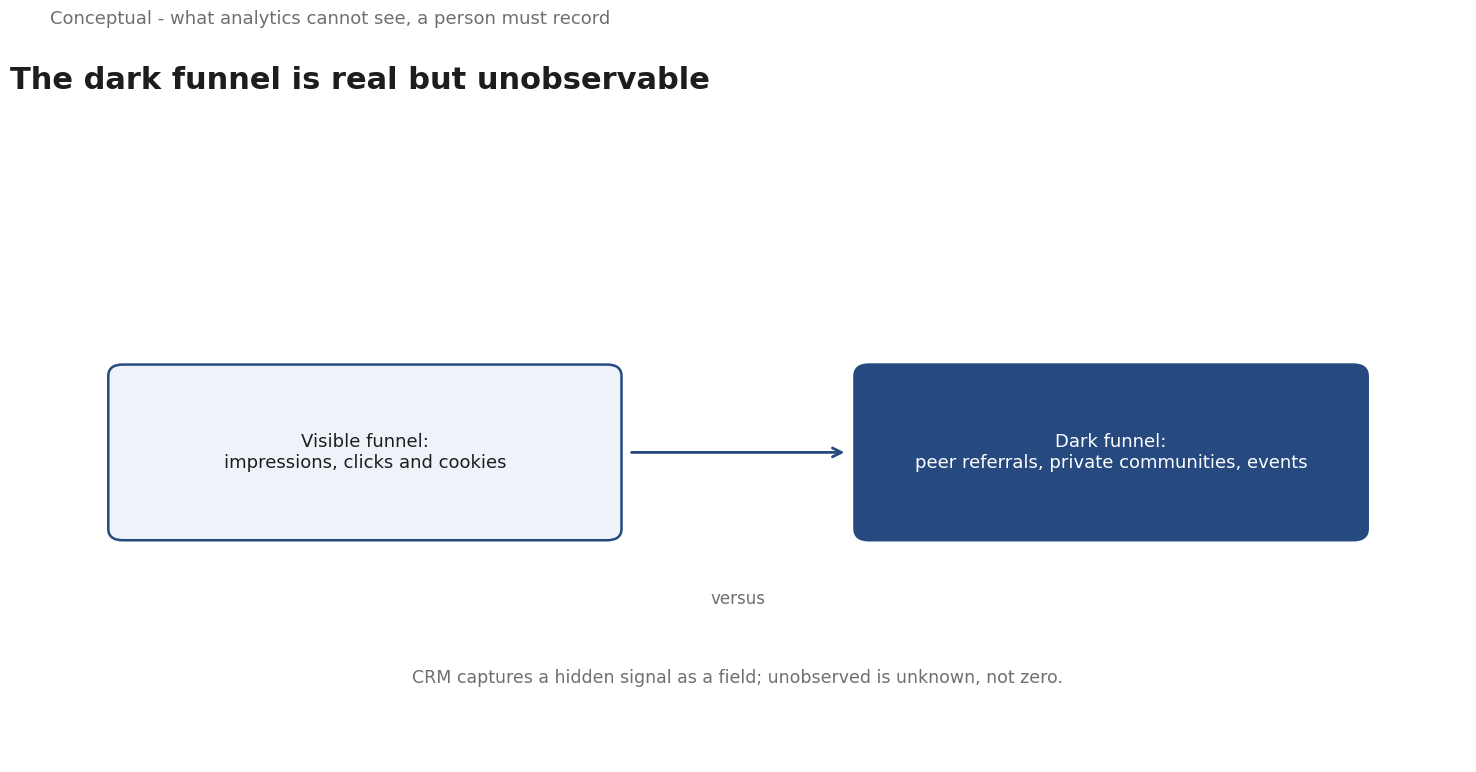 Conceptual - what analytics cannot see, a person must record
The dark funnel is real but unobservable
Visible funnel:
impressions, clicks and cookies
Dark funnel:
peer referrals, private communities, events
versus
CRM captures a hidden signal as a field; unobserved is unknown, not zero.